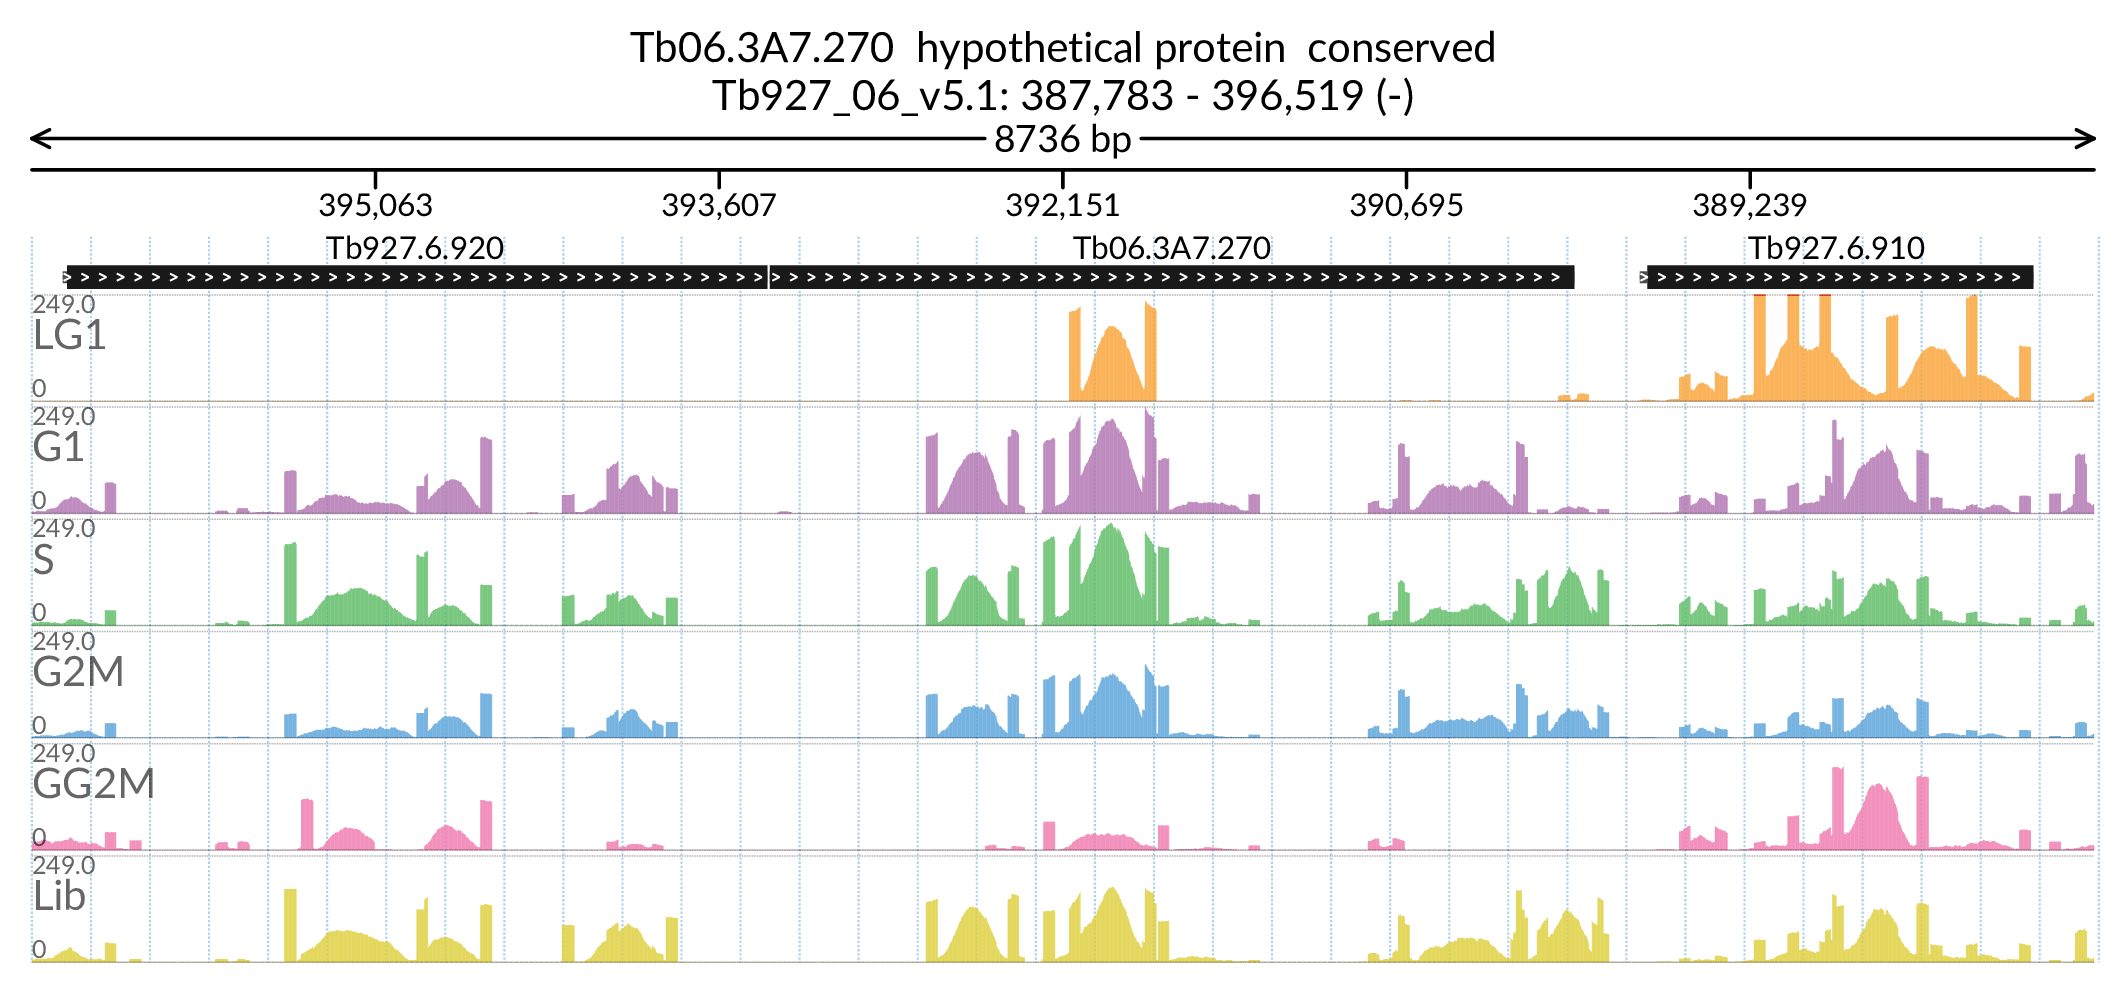 Tb06.3A7.270  hypothetical protein  conserved
Tb927_06_v5.1: 387,783 - 396,519 (-)
8736 bp
395,063 393,607 392,151 390,695 389,239
Tb927.6.920 Tb06.3A7.270 Tb927.6.910
249.0
LG1
0
249.0
G1
0
249.0
S
0
249.0
G2M
0
249.0
GG2M
0
249.0
Lib
0